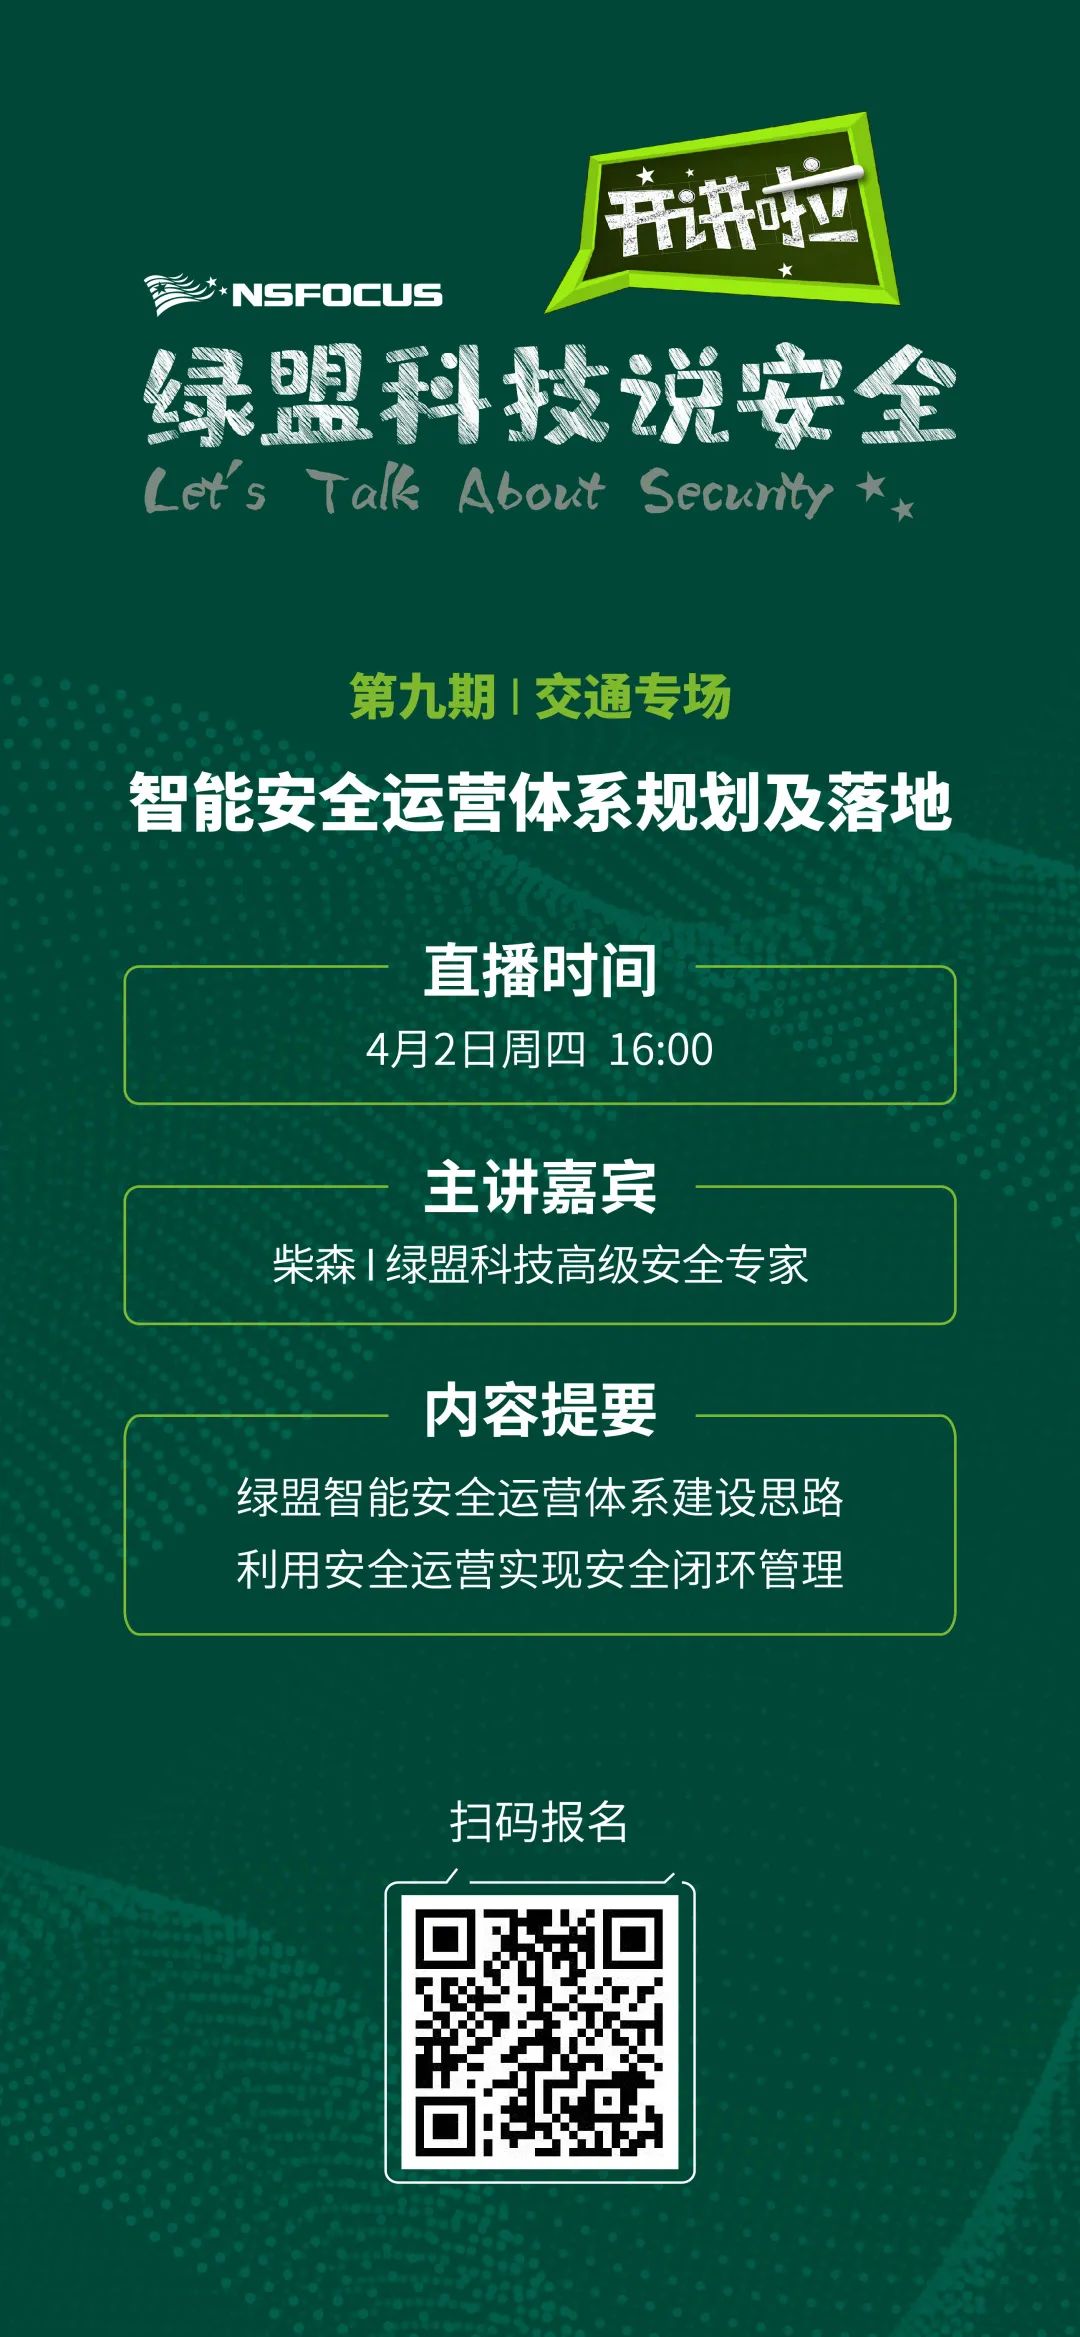 开讲啦
NSFOCUS
绿盟科技说安全
Let's Talk About Security
第九期 | 交通专场
智能安全运营体系规划及落地
直播时间
4月2日周四 16:00
主讲嘉宾
柴森 | 绿盟科技高级安全专家
内容提要
绿盟智能安全运营体系建设思路
利用安全运营实现安全闭环管理
扫码报名